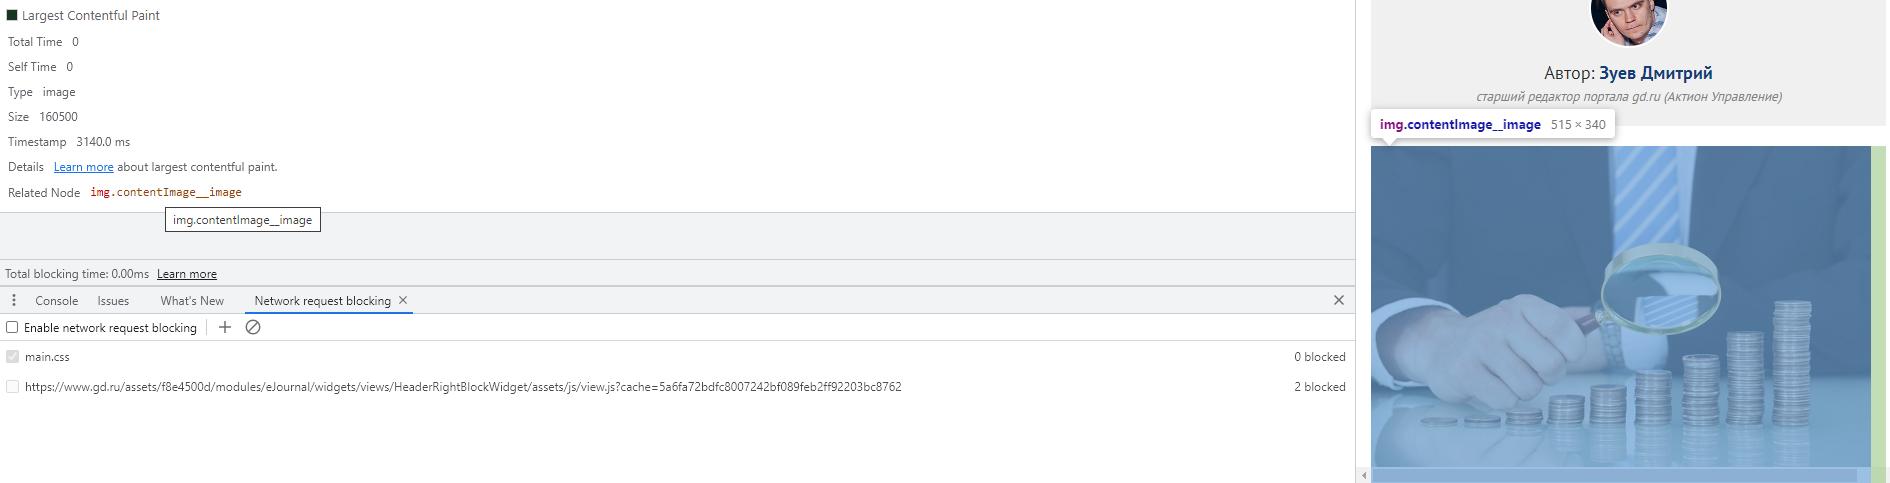 Largest Contentful Paint
Total Time 0
Self Time 0
Type image
Size 160500
Timestamp 3140.0 ms
Details Learn more about largest contentful paint.
Related Node img.contentImage__image
img.contentImage__image
Total blocking time: 0.00ms Learn more
Console Issues What's New Network request blocking
Enable network request blocking
main.css 0 blocked
https://www.gd.ru/assets/f8e4500d/modules/eJournal/widgets/views/HeaderRightBlockWidget/assets/js/view.js?cache=5a6fa72bdfc8007242bf089feb2ff92203bc8762 2 blocked
Автор: Зуев Дмитрий
старший редактор портала gd.ru (Актион Управление)
img.contentImage__image 515 × 340